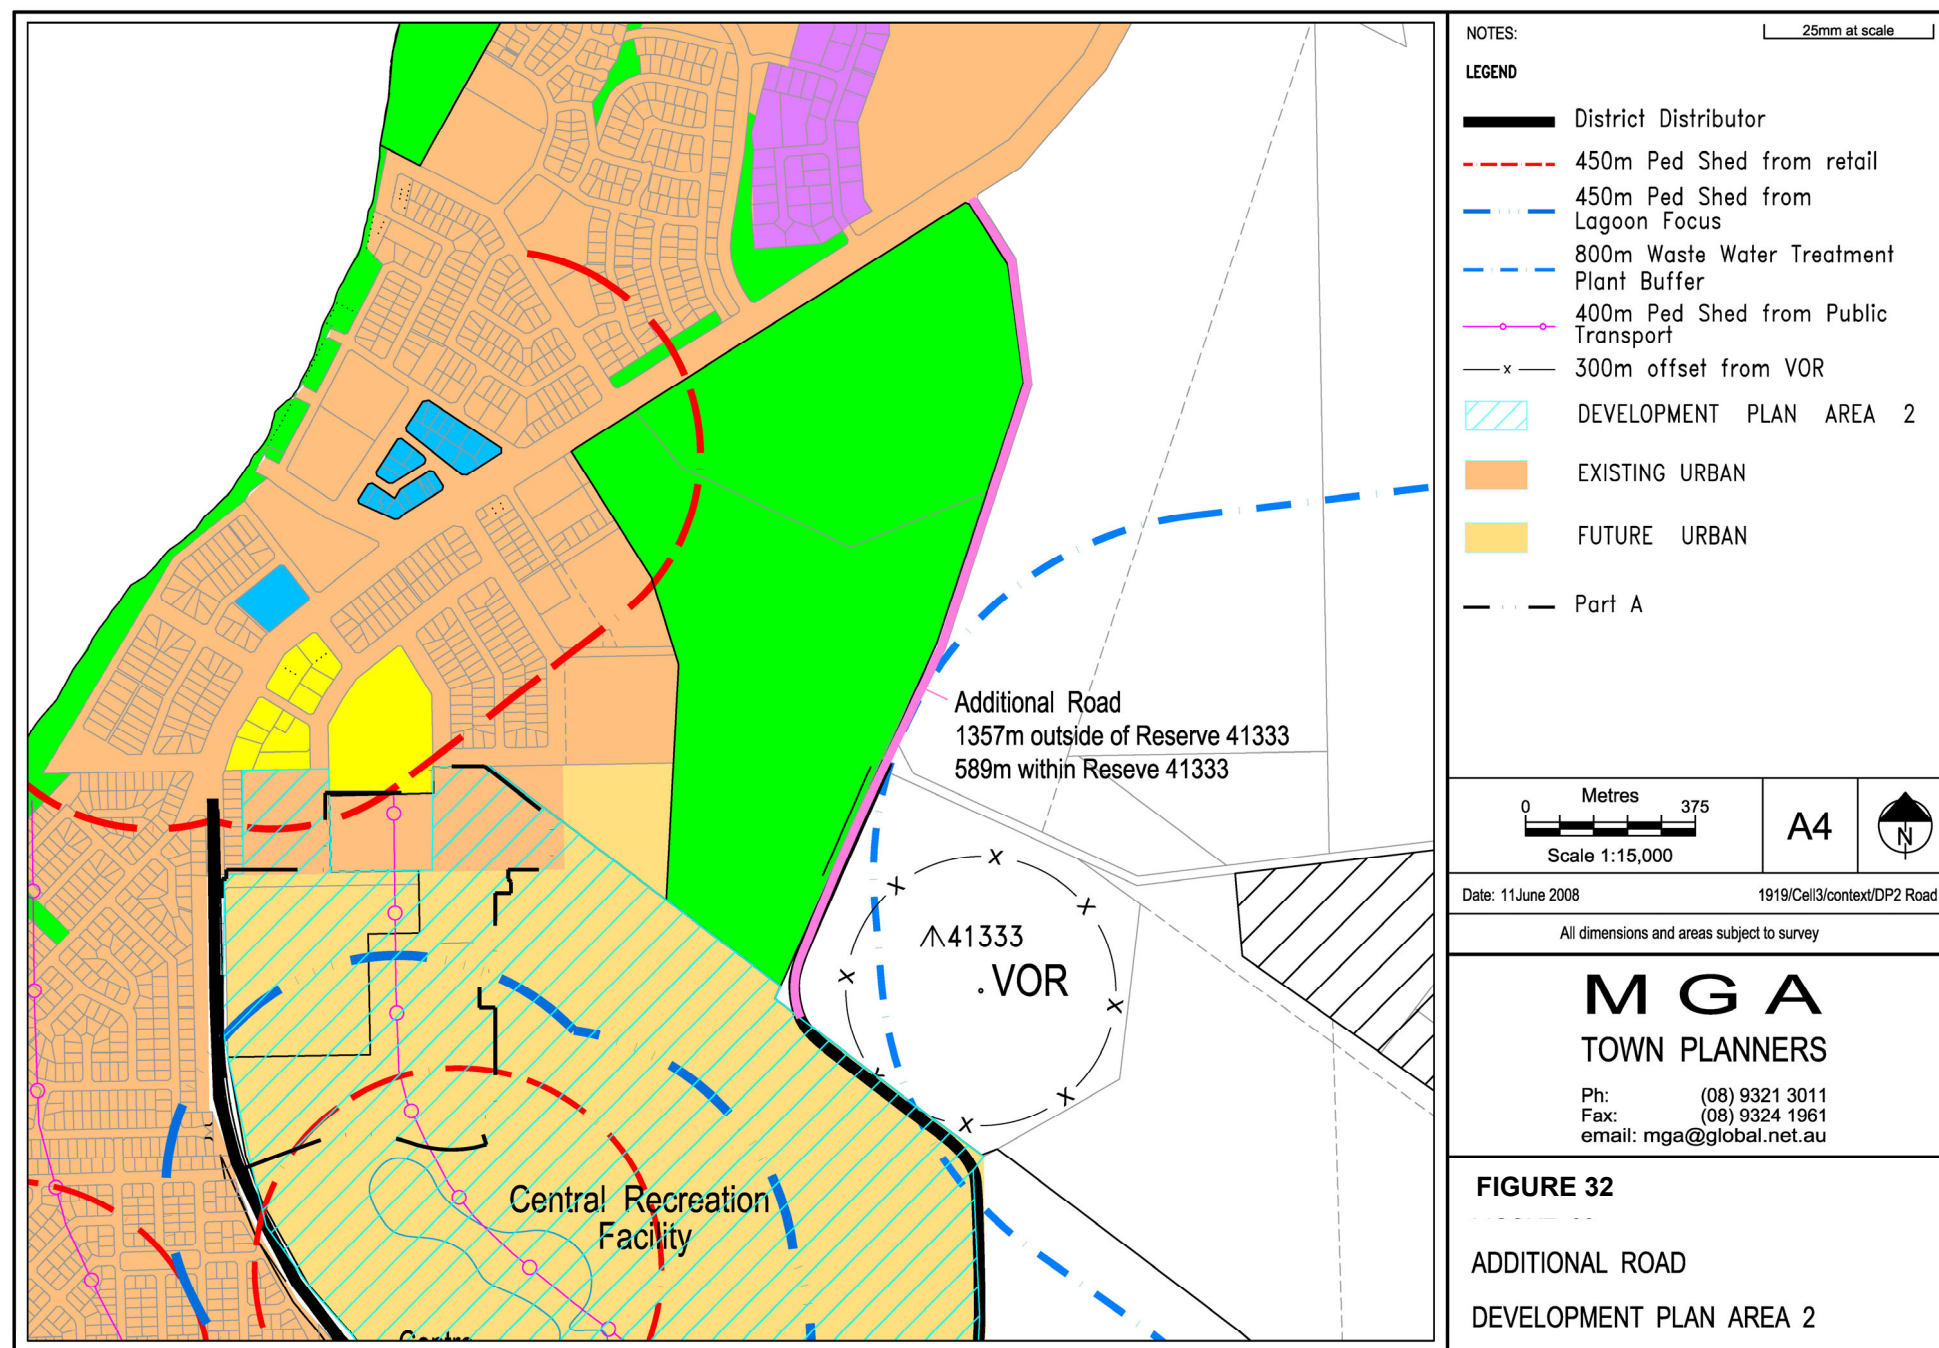 Additional Road
1357m outside of Reserve 41333
589m within Reseve 41333
41333
VOR
Central Recreation
Facility
NOTES:
25mm at scale
LEGEND
District Distributor
450m Ped Shed from retail
450m Ped Shed from
Lagoon Focus
800m Waste Water Treatment
Plant Buffer
400m Ped Shed from Public
Transport
x
300m offset from VOR
DEVELOPMENT PLAN AREA 2
EXISTING URBAN
FUTURE URBAN
Part A
Metres
0 375
Scale 1:15,000
A4
N
Date: 11June 2008
1919/Cell3/context/DP2 Road
All dimensions and areas subject to survey
MGA
TOWN PLANNERS
Ph: (08) 9321 3011
Fax: (08) 9324 1961
email: mga@global.net.au
FIGURE 32
ADDITIONAL ROAD
DEVELOPMENT PLAN AREA 2